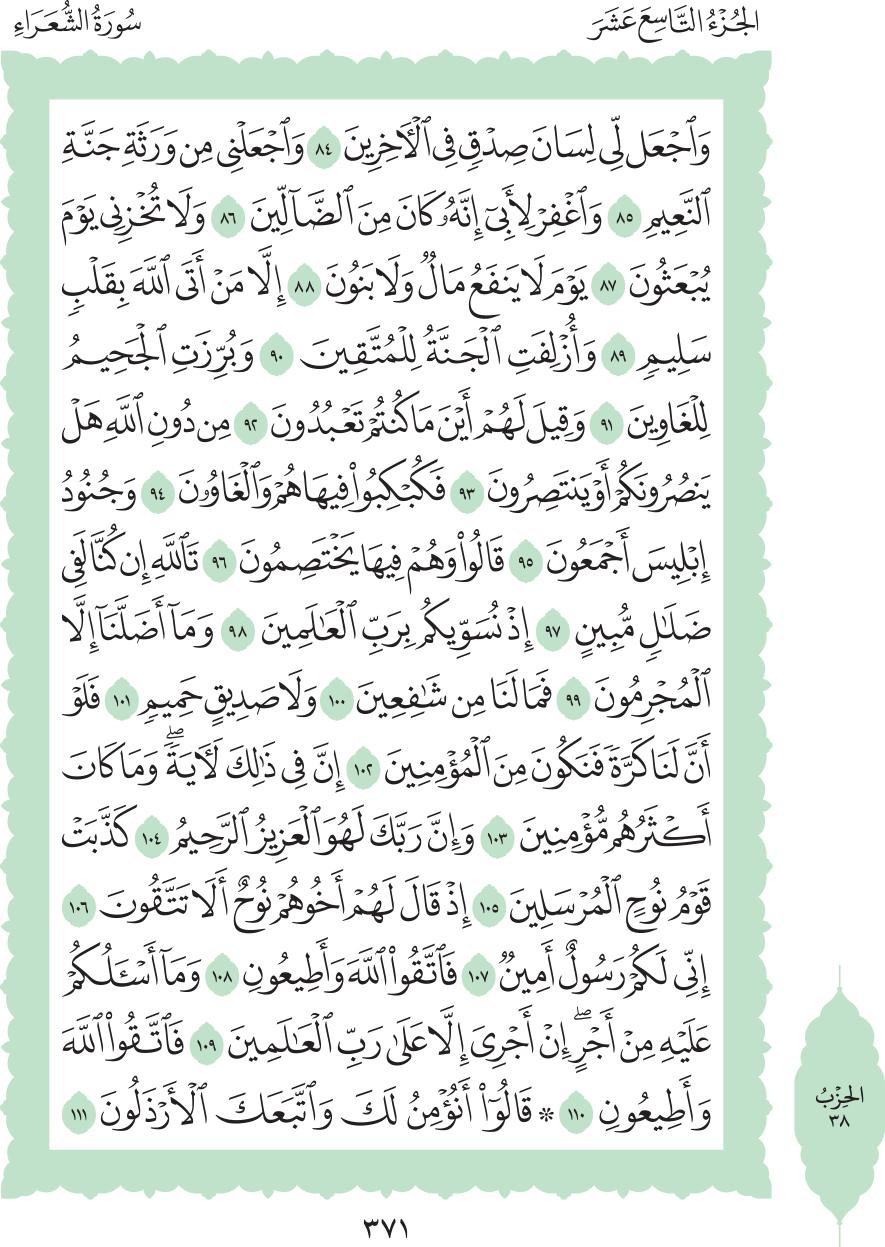 الجُزْءُ التَّاسِعَ عَشَرَ
سُورَةُ الشُّعَرَاءِ
وَٱجْعَل لِّي لِسَانَ صِدْقٖ فِي ٱلۡأٓخِرِينَ ٨٤ وَٱجْعَلْنِي مِن وَرَثَةِ جَنَّةِ
ٱلنَّعِيمِ ٨٥ وَٱغْفِرْ لِأَبِيٓ إِنَّهُۥ كَانَ مِنَ ٱلضَّآلِّينَ ٨٦ وَلَا تُخْزِنِي يَوْمَ
يُبْعَثُونَ ٨٧ يَوْمَ لَا يَنفَعُ مَالٞ وَلَا بَنُونَ ٨٨ إِلَّا مَنْ أَتَى ٱللَّهَ بِقَلْبٖ
سَلِيمٖ ٨٩ وَأُزْلِفَتِ ٱلْجَنَّةُ لِلْمُتَّقِينَ ٩٠ وَبُرِّزَتِ ٱلْجَحِيمُ
لِلْغَاوِينَ ٩١ وَقِيلَ لَهُمْ أَيْنَ مَا كُنتُمْ تَعْبُدُونَ ٩٢ مِن دُونِ ٱللَّهِ هَلْ
يَنصُرُونَكُمْ أَوْ يَنتَصِرُونَ ٩٣ فَكُبْكِبُواْ فِيهَا هُمْ وَٱلْغَاوُۥنَ ٩٤ وَجُنُودُ
إِبْلِيسَ أَجْمَعُونَ ٩٥ قَالُواْ وَهُمْ فِيهَا يَخْتَصِمُونَ ٩٦ تَٱللَّهِ إِن كُنَّا لَفِي
ضَلَٰلٖ مُّبِينٍ ٩٧ إِذْ نُسَوِّيكُم بِرَبِّ ٱلْعَٰلَمِينَ ٩٨ وَمَآ أَضَلَّنَآ إِلَّا
ٱلْمُجْرِمُونَ ٩٩ فَمَا لَنَا مِن شَٰفِعِينَ ١٠٠ وَلَا صَدِيقٍ حَمِيمٖ ١٠١ فَلَوْ
أَنَّ لَنَا كَرَّةٗ فَنَكُونَ مِنَ ٱلْمُؤْمِنِينَ ١٠٢ إِنَّ فِي ذَٰلِكَ لَأٓيَةٗۖ وَمَا كَانَ
أَكْثَرُهُم مُّؤْمِنِينَ ١٠٣ وَإِنَّ رَبَّكَ لَهُوَ ٱلْعَزِيزُ ٱلرَّحِيمُ ١٠٤ كَذَّبَتْ
قَوْمُ نُوحٍ ٱلْمُرْسَلِينَ ١٠٥ إِذْ قَالَ لَهُمْ أَخُوهُمْ نُوحٌ أَلَا تَتَّقُونَ ١٠٦
إِنِّي لَكُمْ رَسُولٌ أَمِينٞ ١٠٧ فَٱتَّقُواْ ٱللَّهَ وَأَطِيعُونِ ١٠٨ وَمَآ أَسْـَٔلُكُمْ
عَلَيْهِ مِنْ أَجْرٍۖ إِنْ أَجْرِيَ إِلَّا عَلَىٰ رَبِّ ٱلْعَٰلَمِينَ ١٠٩ فَٱتَّقُواْ ٱللَّهَ
وَأَطِيعُونِ ١١٠ ۞ قَالُوٓاْ أَنُؤْمِنُ لَكَ وَٱتَّبَعَكَ ٱلْأَرْذَلُونَ ١١١
الحِزْبُ
٣٨
٣٧١